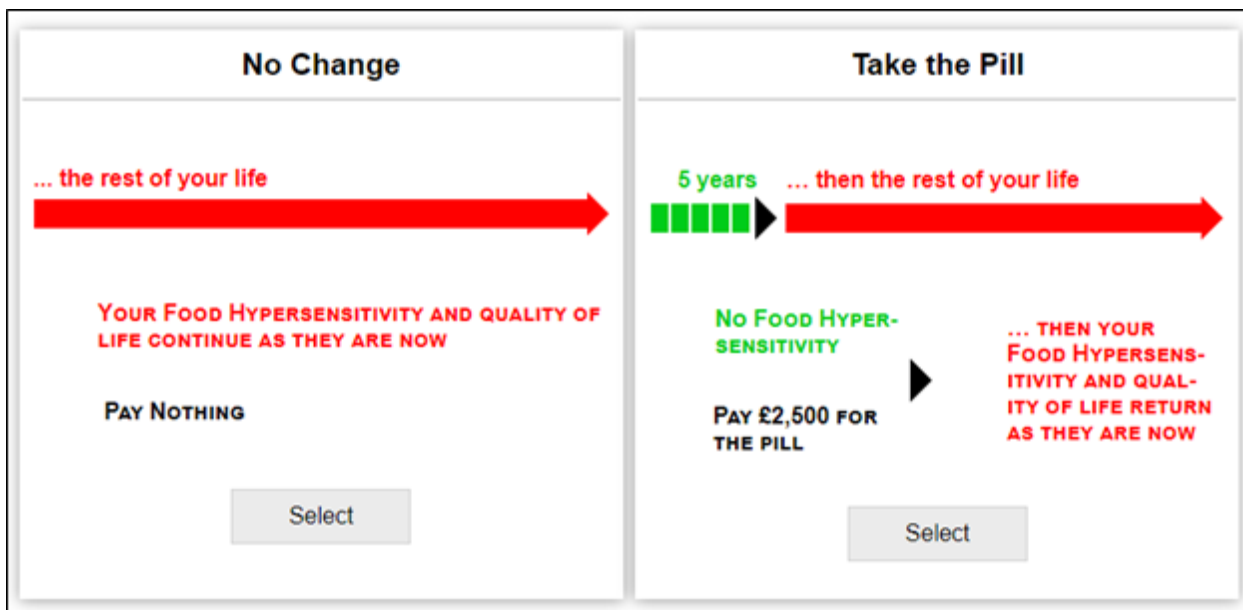 No Change
... the rest of your life
YOUR FOOD HYPERSENSITIVITY AND QUALITY OF
LIFE CONTINUE AS THEY ARE NOW
PAY NOTHING
Select
Take the Pill
5 years ... then the rest of your life
NO FOOD HYPER-
SENSITIVITY
PAY £2,500 FOR
THE PILL
... THEN YOUR
FOOD HYPERSENS-
ITIVITY AND QUAL-
ITY OF LIFE RETURN
AS THEY ARE NOW
Select